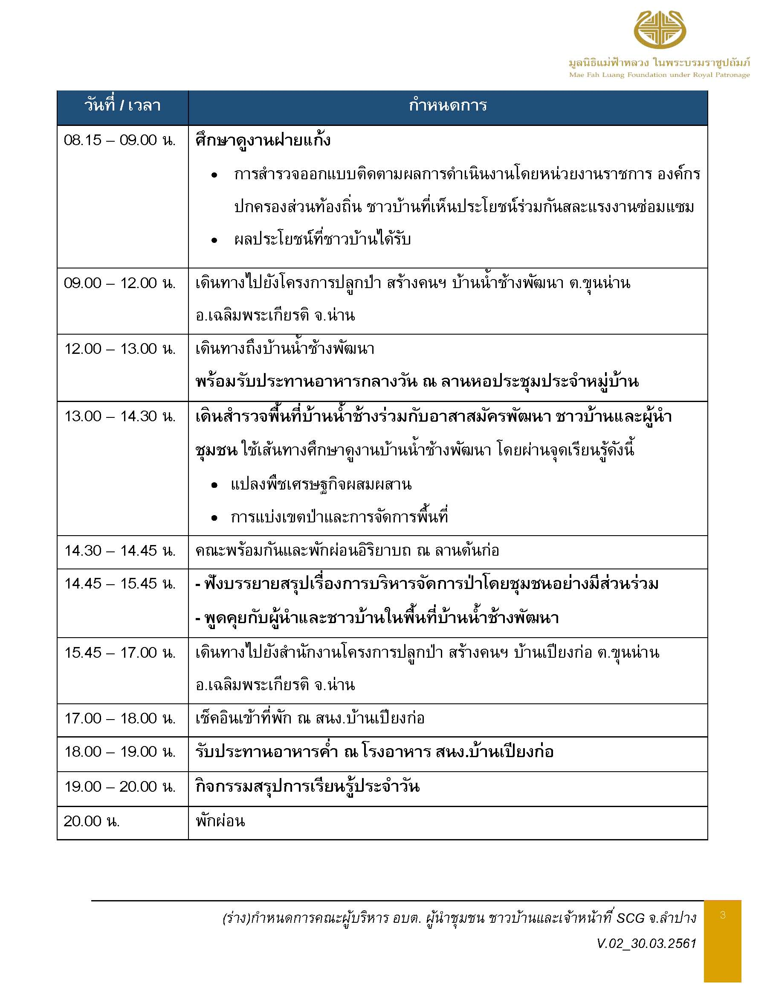 มูลนิธิแม่ฟ้าหลวง ในพระบรมราชูปถัมภ์
Mae Fah Luang Foundation under Royal Patronage
วันที่ / เวลา กำหนดการ
08.15 – 09.00 น. ศึกษาดูงานฝายแก้ง
• การสำรวจออกแบบติดตามผลการดำเนินงานโดยหน่วยงานราชการ องค์กร
ปกครองส่วนท้องถิ่น ชาวบ้านที่เห็นประโยชน์ร่วมกันสละแรงงานซ่อมแซม
• ผลประโยชน์ที่ชาวบ้านได้รับ
09.00 – 12.00 น. เดินทางไปยังโครงการปลูกป่า สร้างคนฯ บ้านน้ำช้างพัฒนา ต.ขุนน่าน
อ.เฉลิมพระเกียรติ จ.น่าน
12.00 – 13.00 น. เดินทางถึงบ้านน้ำช้างพัฒนา
พร้อมรับประทานอาหารกลางวัน ณ ลานหอประชุมประจำหมู่บ้าน
13.00 – 14.30 น. เดินสำรวจพื้นที่บ้านน้ำช้างร่วมกับอาสาสมัครพัฒนา ชาวบ้านและผู้นำ
ชุมชน ใช้เส้นทางศึกษาดูงานบ้านน้ำช้างพัฒนา โดยผ่านจุดเรียนรู้ดังนี้
• แปลงพืชเศรษฐกิจผสมผสาน
• การแบ่งเขตป่าและการจัดการพื้นที่
14.30 – 14.45 น. คณะพร้อมกันและพักผ่อนอิริยาบถ ณ ลานต้นก่อ
14.45 – 15.45 น. - ฟังบรรยายสรุปเรื่องการบริหารจัดการป่าโดยชุมชนอย่างมีส่วนร่วม
- พูดคุยกับผู้นำและชาวบ้านในพื้นที่บ้านน้ำช้างพัฒนา
15.45 – 17.00 น. เดินทางไปยังสำนักงานโครงการปลูกป่า สร้างคนฯ บ้านเปียงก่อ ต.ขุนน่าน
อ.เฉลิมพระเกียรติ จ.น่าน
17.00 – 18.00 น. เช็คอินเข้าที่พัก ณ สนง.บ้านเปียงก่อ
18.00 – 19.00 น. รับประทานอาหารค่ำ ณ โรงอาหาร สนง.บ้านเปียงก่อ
19.00 – 20.00 น. กิจกรรมสรุปการเรียนรู้ประจำวัน
20.00 น. พักผ่อน
(ร่าง)กำหนดการคณะผู้บริหาร อบต. ผู้นำชุมชน ชาวบ้านและเจ้าหน้าที่ SCG จ.ลำปาง 3
V.02_30.03.2561